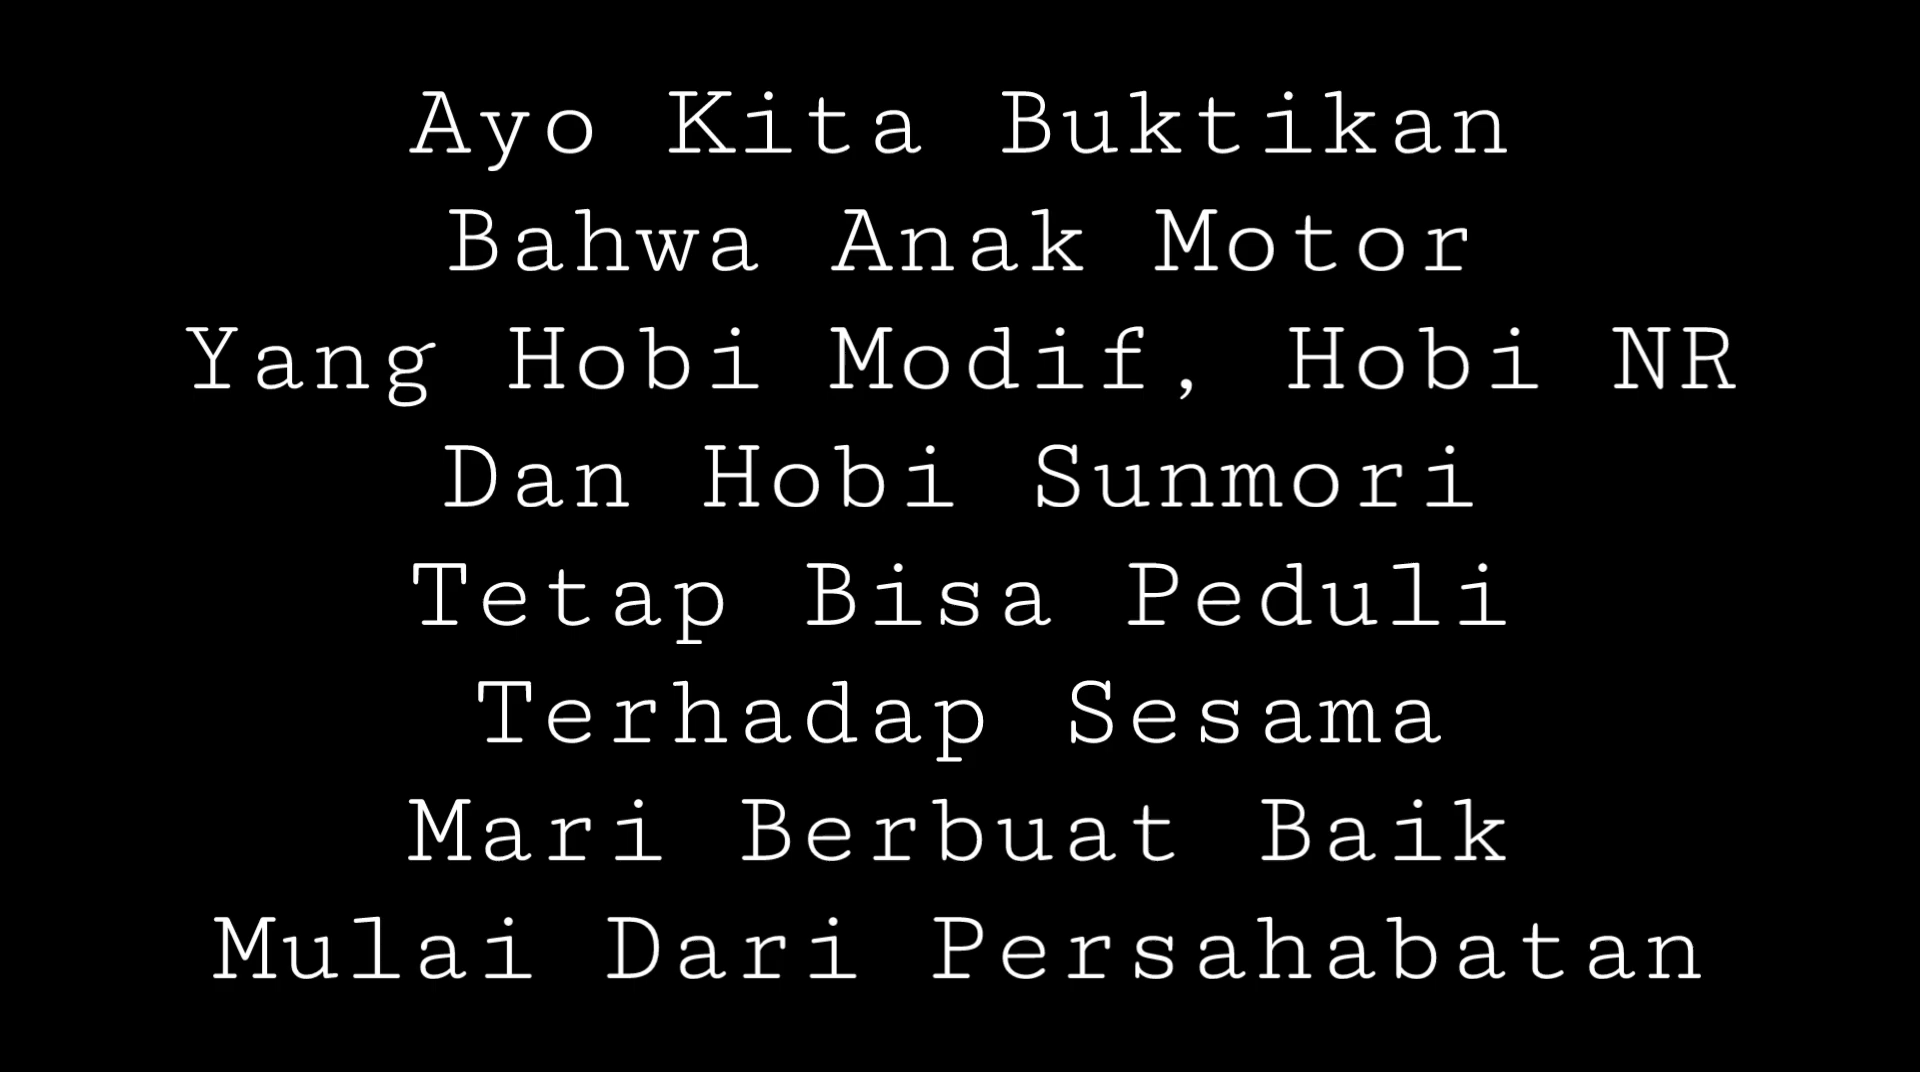 Ayo Kita Buktikan
Bahwa Anak Motor
Yang Hobi Modif, Hobi NR
Dan Hobi Sunmori
Tetap Bisa Peduli
Terhadap Sesama
Mari Berbuat Baik
Mulai Dari Persahabatan